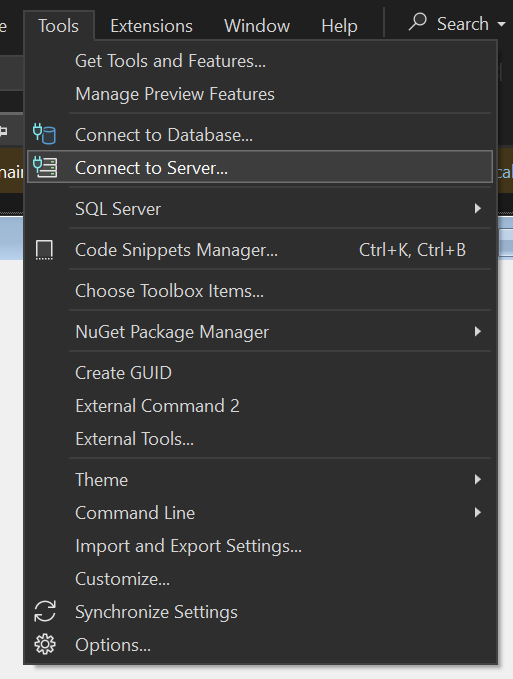 Tools Extensions Window Help Search
Get Tools and Features...
Manage Preview Features
Connect to Database...
Connect to Server...
SQL Server
Code Snippets Manager... Ctrl+K, Ctrl+B
Choose Toolbox Items...
NuGet Package Manager
Create GUID
External Command 2
External Tools...
Theme
Command Line
Import and Export Settings...
Customize...
Synchronize Settings
Options...